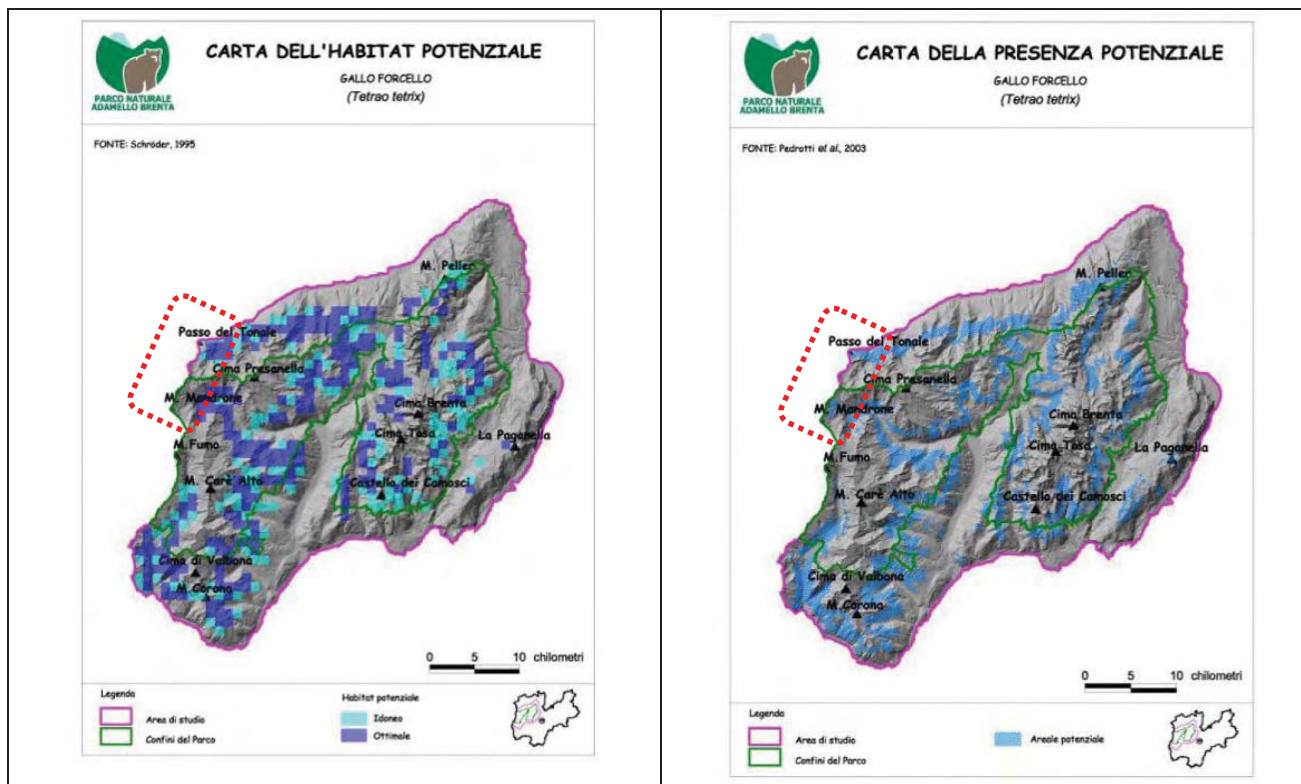 CARTA DELL'HABITAT POTENZIALE
GALLO FORCELLO
(Tetrao tetrix)
PARCO NATURALE
ADAMELLO BRENTA
FONTE: Schröder, 1995
M. Peller
Passo del Tonale
Cima Presanella
M. Mandrone
Cima Brenta
M.Fumo
Cima Tosa
La Paganella
M. Carè Alto
Castello dei Camosci
Cima di Valbona
M.Corona
0 5 10 chilometri
Legenda
Area di studio
Confini del Parco
Habitat potenziale
Idoneo
Ottimale
CARTA DELLA PRESENZA POTENZIALE
GALLO FORCELLO
(Tetrao tetrix)
PARCO NATURALE
ADAMELLO BRENTA
FONTE: Pedrotti et al., 2003
M. Peller
Passo del Tonale
Cima Presanella
M. Mandrone
Cima Brenta
M.Fumo
Cima Tosa
La Paganella
M. Carè Alto
Castello dei Camosci
Cima di Valbona
M.Corona
0 5 10 chilometri
Legenda
Area di studio
Confini del Parco
Areale potenziale